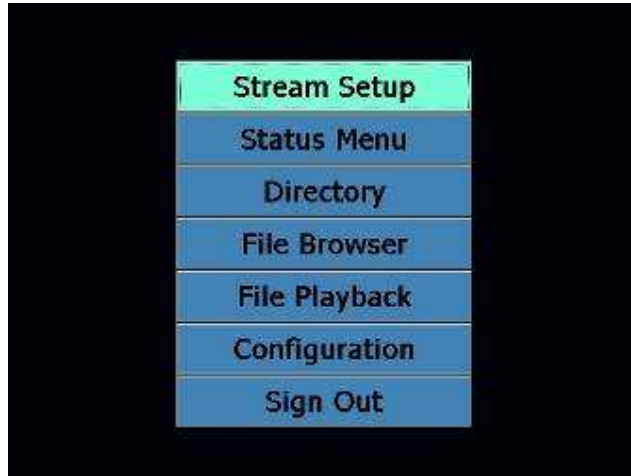 Stream Setup
Status Menu
Directory
File Browser
File Playback
Configuration
Sign Out